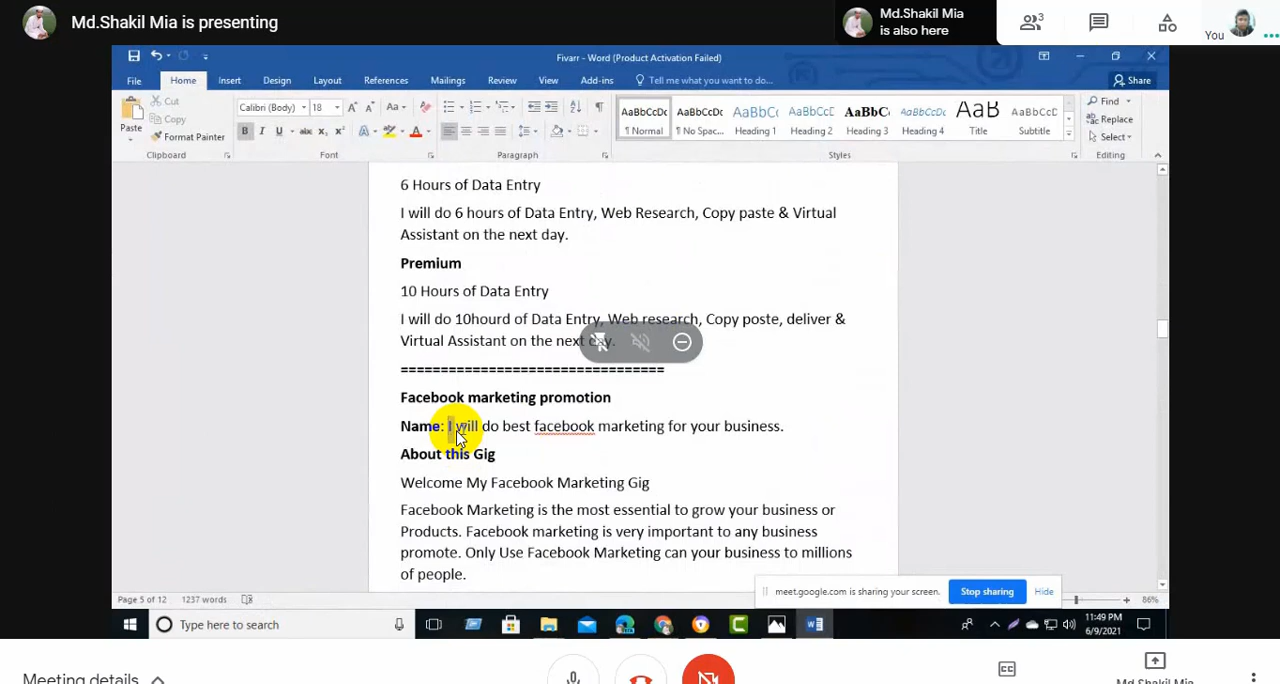 Md.Shakil Mia is presenting
Md.Shakil Mia
is also here
3
You
Fivarr - Word (Product Activation Failed)
File Home Insert Design Layout References Mailings Review View Add-ins Tell me what you want to do... Share
Paste
Cut
Copy
Format Painter
Clipboard
Calibri (Body) 18
Font
Paragraph
AaBbCcDc AaBbCcDc AaBbC AaBbCcD AaBbC AaBbCcDc AaB AaBbCcD
¶ Normal ¶ No Spac... Heading 1 Heading 2 Heading 3 Heading 4 Title Subtitle
Styles
Find
Replace
Select
Editing
6 Hours of Data Entry
I will do 6 hours of Data Entry, Web Research, Copy paste & Virtual
Assistant on the next day.
Premium
10 Hours of Data Entry
I will do 10hourd of Data Entry, Web research, Copy poste, deliver &
Virtual Assistant on the next day.
=================================
Facebook marketing promotion
Name: I will do best facebook marketing for your business.
About this Gig
Welcome My Facebook Marketing Gig
Facebook Marketing is the most essential to grow your business or
Products. Facebook marketing is very important to any business
promote. Only Use Facebook Marketing can your business to millions
of people.
meet.google.com is sharing your screen.
Stop sharing
Hide
Page 5 of 12 1237 words
86%
Type here to search
11:49 PM
6/9/2021
Meeting details
Md.Shakil Mia